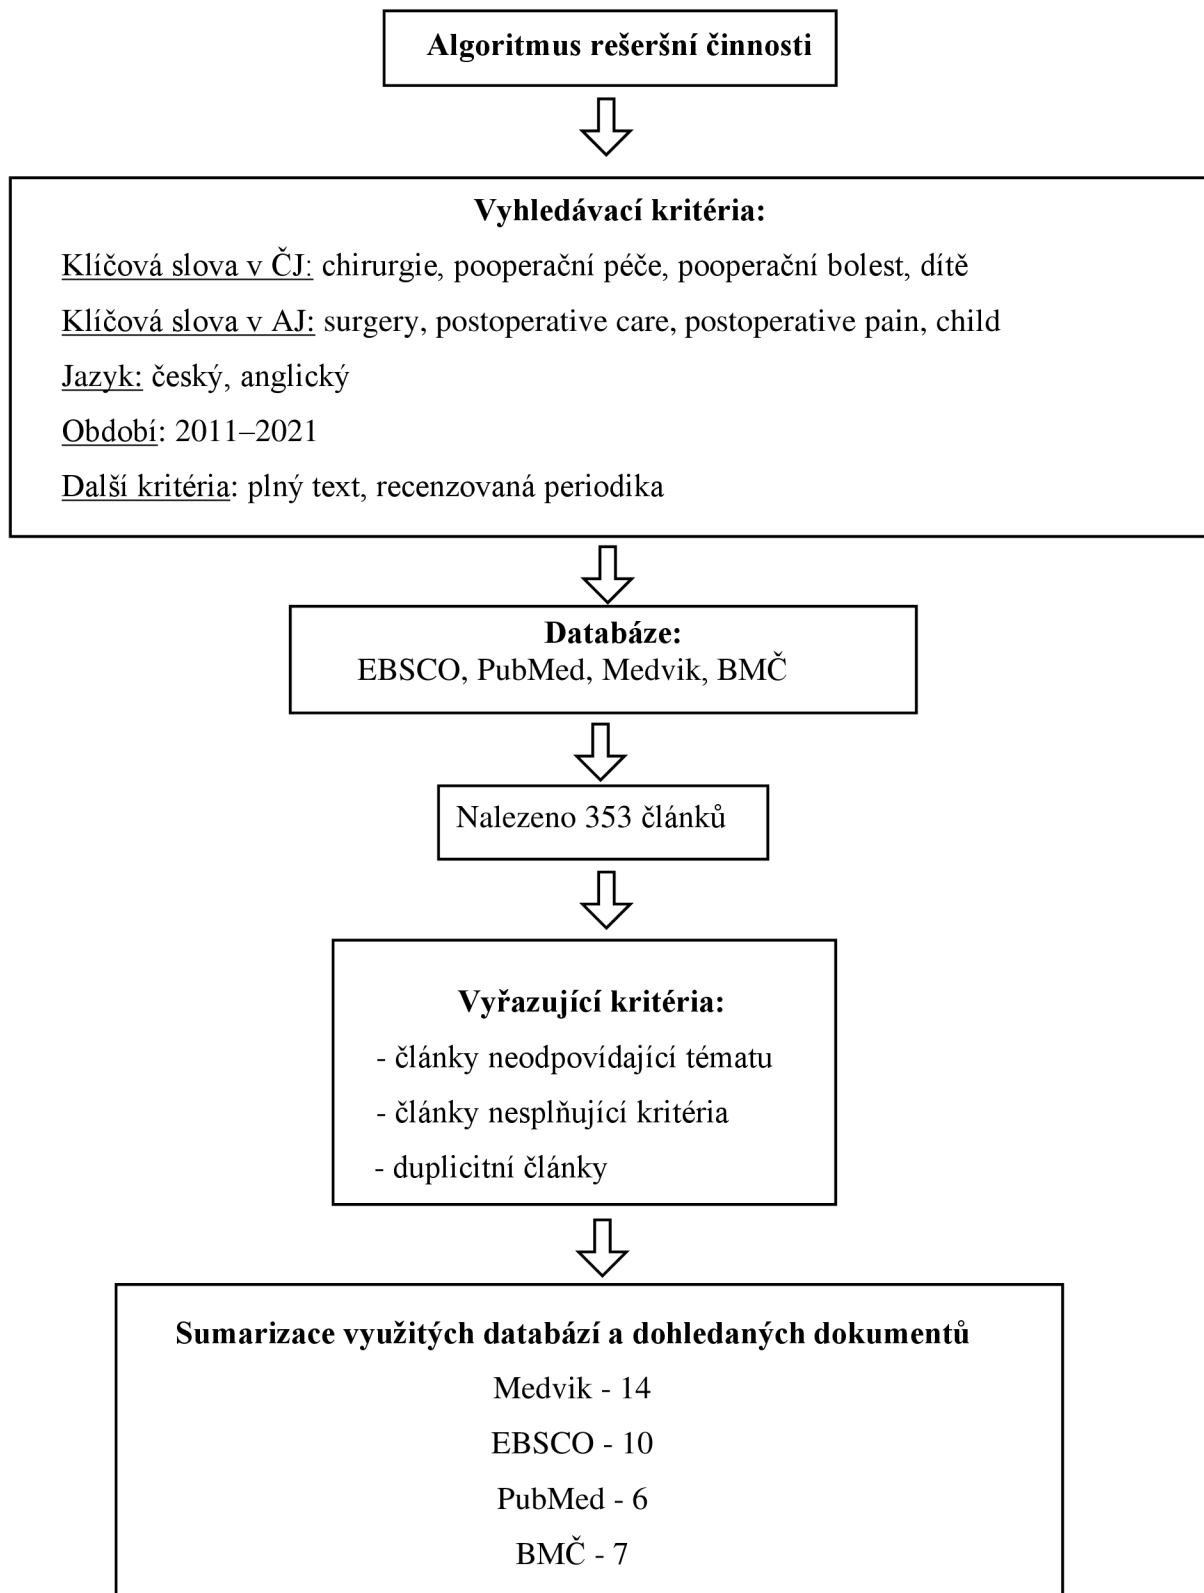 Algoritmus rešeršní činnosti
Vyhledávací kritéria:
Klíčová slova v ČJ: chirurgie, pooperační péče, pooperační bolest, dítě
Klíčová slova v AJ: surgery, postoperative care, postoperative pain, child
Jazyk: český, anglický
Období: 2011–2021
Další kritéria: plný text, recenzovaná periodika
Databáze:
EBSCO, PubMed, Medvik, BMČ
Nalezeno 353 článků
Vyřazující kritéria:
- články neodpovídající tématu
- články nesplňující kritéria
- duplicitní články
Sumarizace využitých databází a dohledaných dokumentů
Medvik - 14
EBSCO - 10
PubMed - 6
BMČ - 7